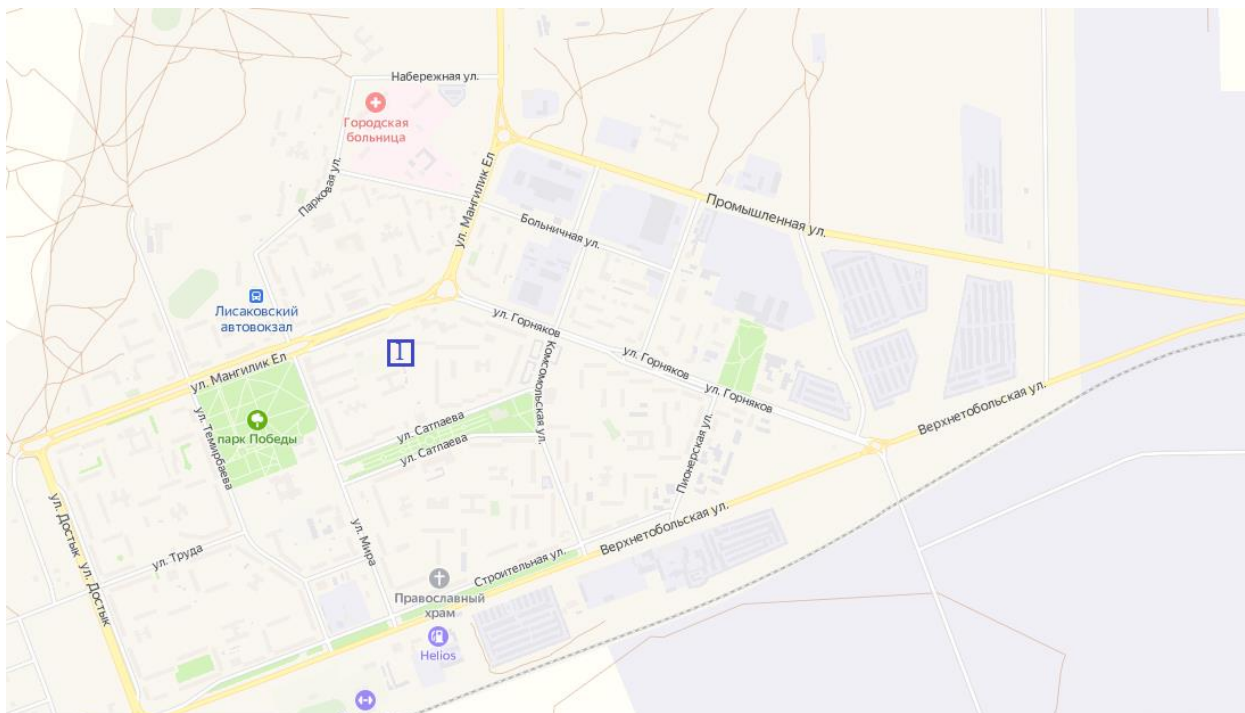 Набережная ул.
Городская
больница
ул. Мангилик Ел
Парковая ул.
Промышленная ул.
Больничная ул.
Лисаковский
автовокзал
ул. Горняков
1
ул. Мангилик Ел
Комсомольская ул.
ул. Горняков
ул. Горняков
парк Победы
ул. Темирбаева
ул. Сатпаева
ул. Сатпаева
Верхнетобольская ул.
Пионерская ул.
ул. Достык
ул. Мира
ул. Труда
Верхнетобольская ул.
Строительная ул.
ул. Достык
Православный
храм
Helios